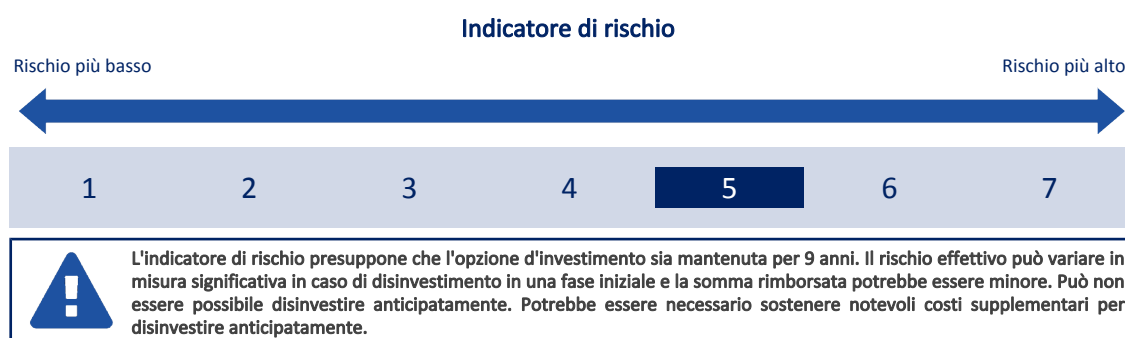 Indicatore di rischio
Rischio più basso
Rischio più alto
1 2 3 4 5 6 7
L'indicatore di rischio presuppone che l'opzione d'investimento sia mantenuta per 9 anni. Il rischio effettivo può variare in
misura significativa in caso di disinvestimento in una fase iniziale e la somma rimborsata potrebbe essere minore. Può non
essere possibile disinvestire anticipatamente. Potrebbe essere necessario sostenere notevoli costi supplementari per
disinvestire anticipatamente.